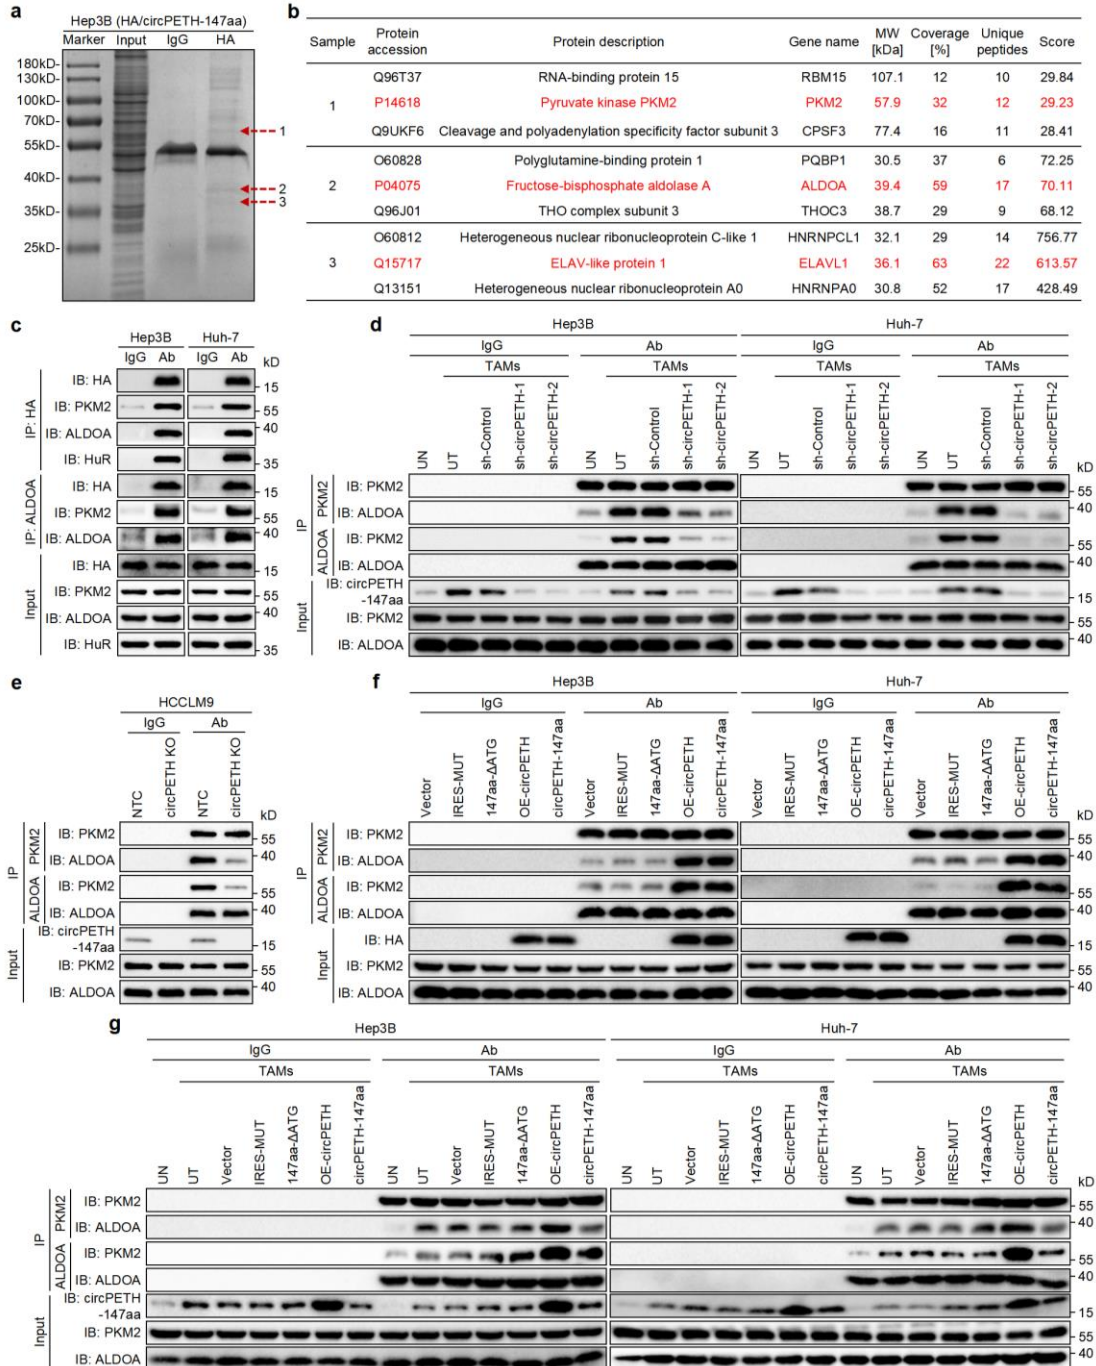 a
Hep3B (HA/circPETH-147aa)
Marker Input IgG HA
180kD-
130kD-
100kD-
70kD-
55kD-
40kD-
35kD-
25kD-
1
2
3
b
Sample Protein accession Protein description Gene name MW [kDa] Coverage [%] Unique peptides Score
Q96T37 RNA-binding protein 15 RBM15 107.1 12 10 29.84
1 P14618 Pyruvate kinase PKM2 PKM2 57.9 32 12 29.23
Q9UKF6 Cleavage and polyadenylation specificity factor subunit 3 CPSF3 77.4 16 11 28.41
O60828 Polyglutamine-binding protein 1 PQBP1 30.5 37 6 72.25
2 P04075 Fructose-bisphosphate aldolase A ALDOA 39.4 59 17 70.11
Q96J01 THO complex subunit 3 THOC3 38.7 29 9 68.12
O60812 Heterogeneous nuclear ribonucleoprotein C-like 1 HNRNPCL1 32.1 29 14 756.77
3 Q15717 ELAV-like protein 1 ELAVL1 36.1 63 22 613.57
Q13151 Heterogeneous nuclear ribonucleoprotein A0 HNRNPA0 30.8 52 17 428.49
c
Hep3B Huh-7
IgG Ab IgG Ab kD
IP: HA
IB: HA 15
IB: PKM2 55
IB: ALDOA 40
IB: HuR 35
IP: ALDOA
IB: HA 15
IB: PKM2 55
IB: ALDOA 40
Input
IB: HA 15
IB: PKM2 55
IB: ALDOA 40
IB: HuR 35
d
Hep3B Huh-7
IgG Ab IgG Ab
TAMs TAMs TAMs TAMs
UN UT sh-Control sh-circPETH-1 sh-circPETH-2 UN UT sh-Control sh-circPETH-1 sh-circPETH-2 UN UT sh-Control sh-circPETH-1 sh-circPETH-2 UN UT sh-Control sh-circPETH-1 sh-circPETH-2 kD
IP
PKM2
IB: PKM2 55
IB: ALDOA 40
ALDOA
IB: PKM2 55
IB: ALDOA 40
Input
IB: circPETH
-147aa 15
IB: PKM2 55
IB: ALDOA 40
e
HCCLM9
IgG Ab
NTC circPETH KO NTC circPETH KO kD
IP
PKM2
IB: PKM2 55
IB: ALDOA 40
ALDOA
IB: PKM2 55
IB: ALDOA 40
Input
IB: circPETH
-147aa 15
IB: PKM2 55
IB: ALDOA 40
f
Hep3B Huh-7
IgG Ab IgG Ab
Vector IRES-MUT 147aa-ΔATG OE-circPETH circPETH-147aa Vector IRES-MUT 147aa-ΔATG OE-circPETH circPETH-147aa Vector IRES-MUT 147aa-ΔATG OE-circPETH circPETH-147aa Vector IRES-MUT 147aa-ΔATG OE-circPETH circPETH-147aa kD
IP
PKM2
IB: PKM2 55
IB: ALDOA 40
ALDOA
IB: PKM2 55
IB: ALDOA 40
Input
IB: HA 15
IB: PKM2 55
IB: ALDOA 40
g
Hep3B Huh-7
IgG Ab IgG Ab
TAMs TAMs TAMs TAMs
UN UT Vector IRES-MUT 147aa-ΔATG OE-circPETH circPETH-147aa UN UT Vector IRES-MUT 147aa-ΔATG OE-circPETH circPETH-147aa UN UT Vector IRES-MUT 147aa-ΔATG OE-circPETH circPETH-147aa UN UT Vector IRES-MUT 147aa-ΔATG OE-circPETH circPETH-147aa kD
IP
PKM2
IB: PKM2 55
IB: ALDOA 40
ALDOA
IB: PKM2 55
IB: ALDOA 40
Input
IB: circPETH
-147aa 15
IB: PKM2 55
IB: ALDOA 40